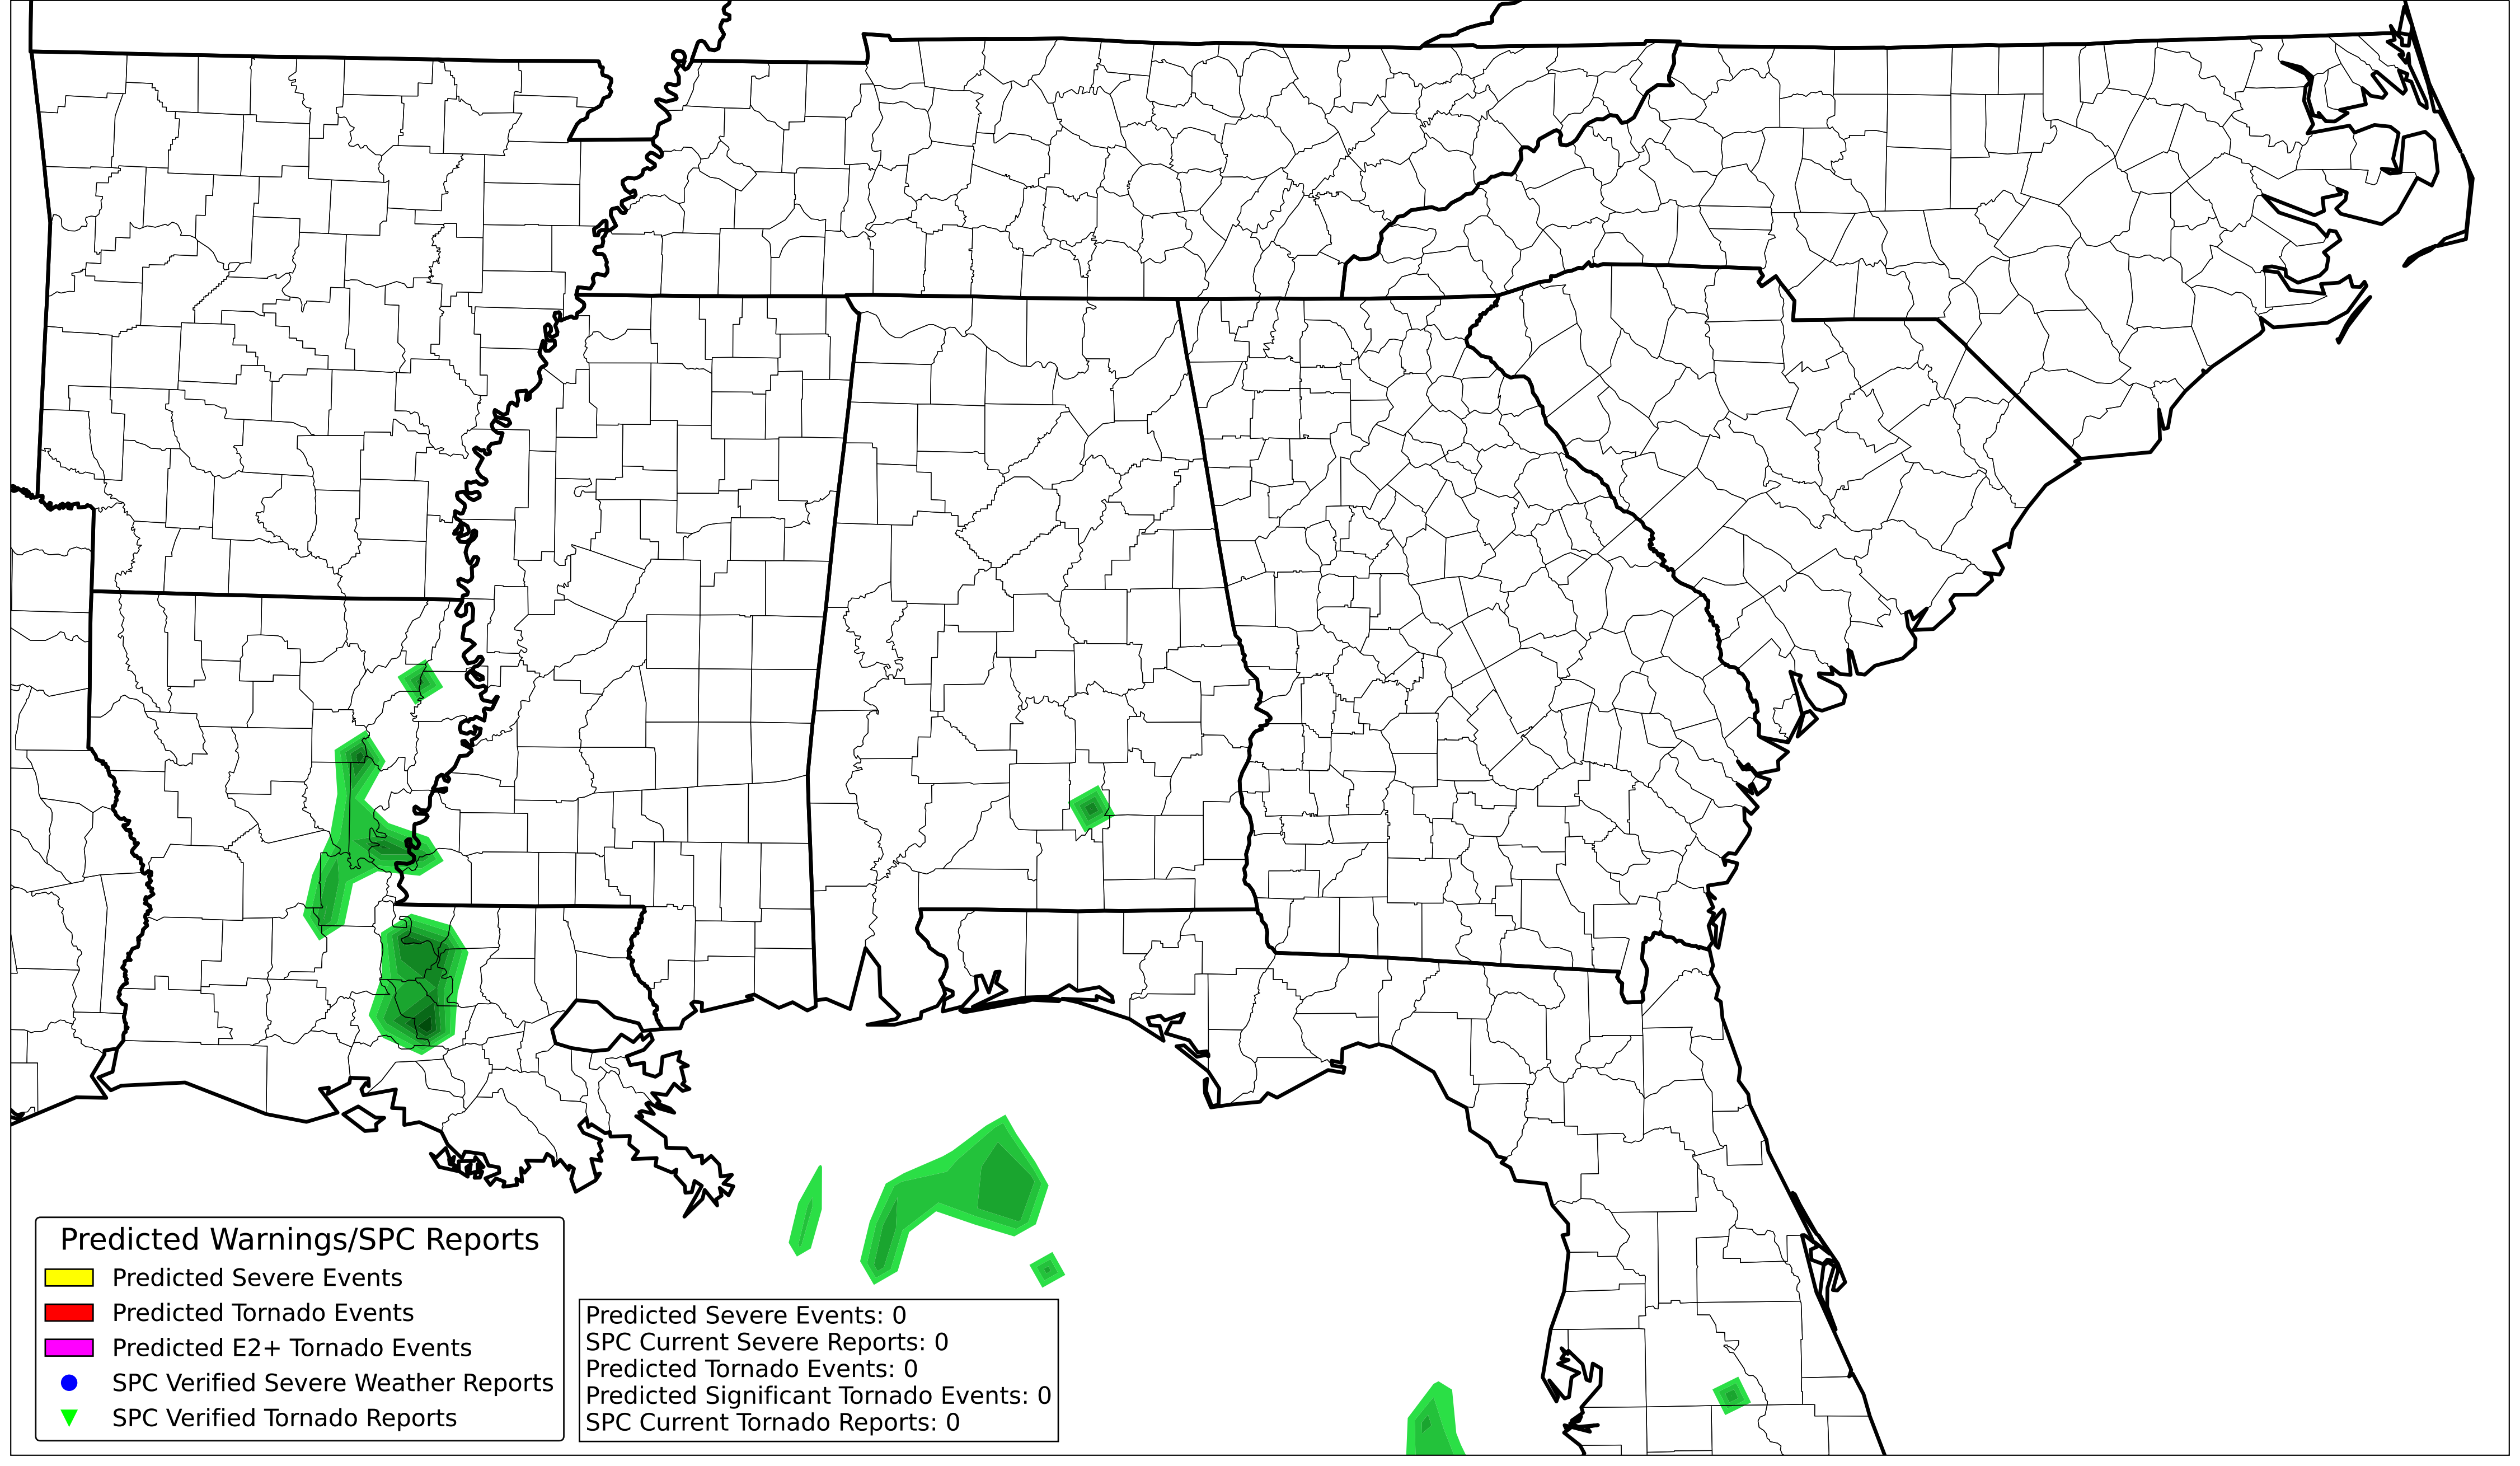 Predicted Warnings/SPC Reports
Predicted Severe Events
Predicted Tornado Events
Predicted E2+ Tornado Events
SPC Verified Severe Weather Reports
SPC Verified Tornado Reports
Predicted Severe Events: 0
SPC Current Severe Reports: 0
Predicted Tornado Events: 0
Predicted Significant Tornado Events: 0
SPC Current Tornado Reports: 0